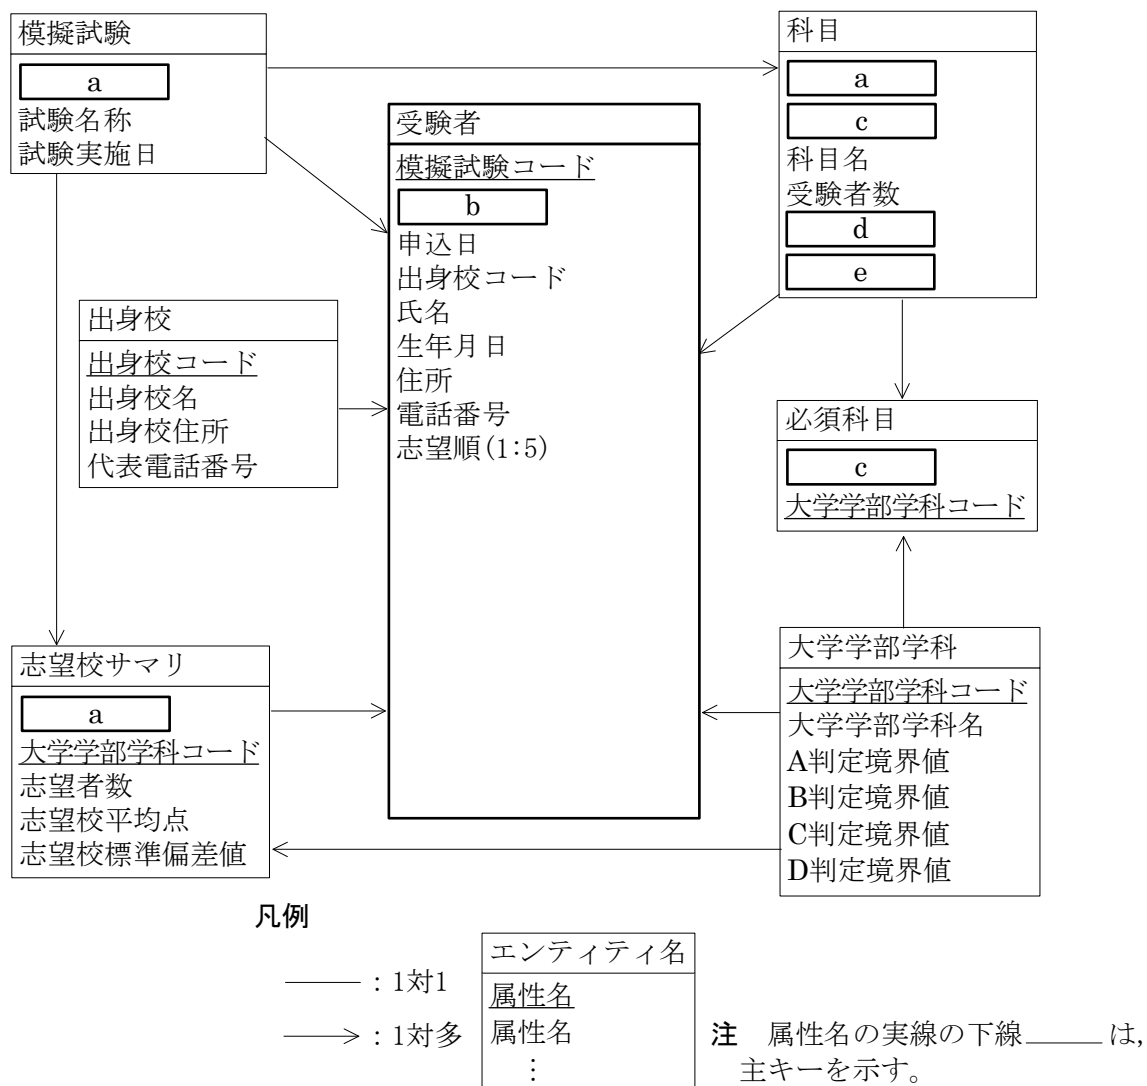 模擬試験
a
試験名称
試験実施日
科目
a
c
科目名
受験者数
d
e
受験者
模擬試験コード
b
申込日
出身校コード
氏名
生年月日
住所
電話番号
志望順(1:5)
出身校
出身校コード
出身校名
出身校住所
代表電話番号
必須科目
c
大学学部学科コード
志望校サマリ
a
大学学部学科コード
志望者数
志望校平均点
志望校標準偏差値
大学学部学科
大学学部学科コード
大学学部学科名
A判定境界値
B判定境界値
C判定境界値
D判定境界値
凡例
:1対1
:1対多
エンティティ名
属性名
属性名
⋮
注 属性名の実線の下線 は,
主キーを示す。